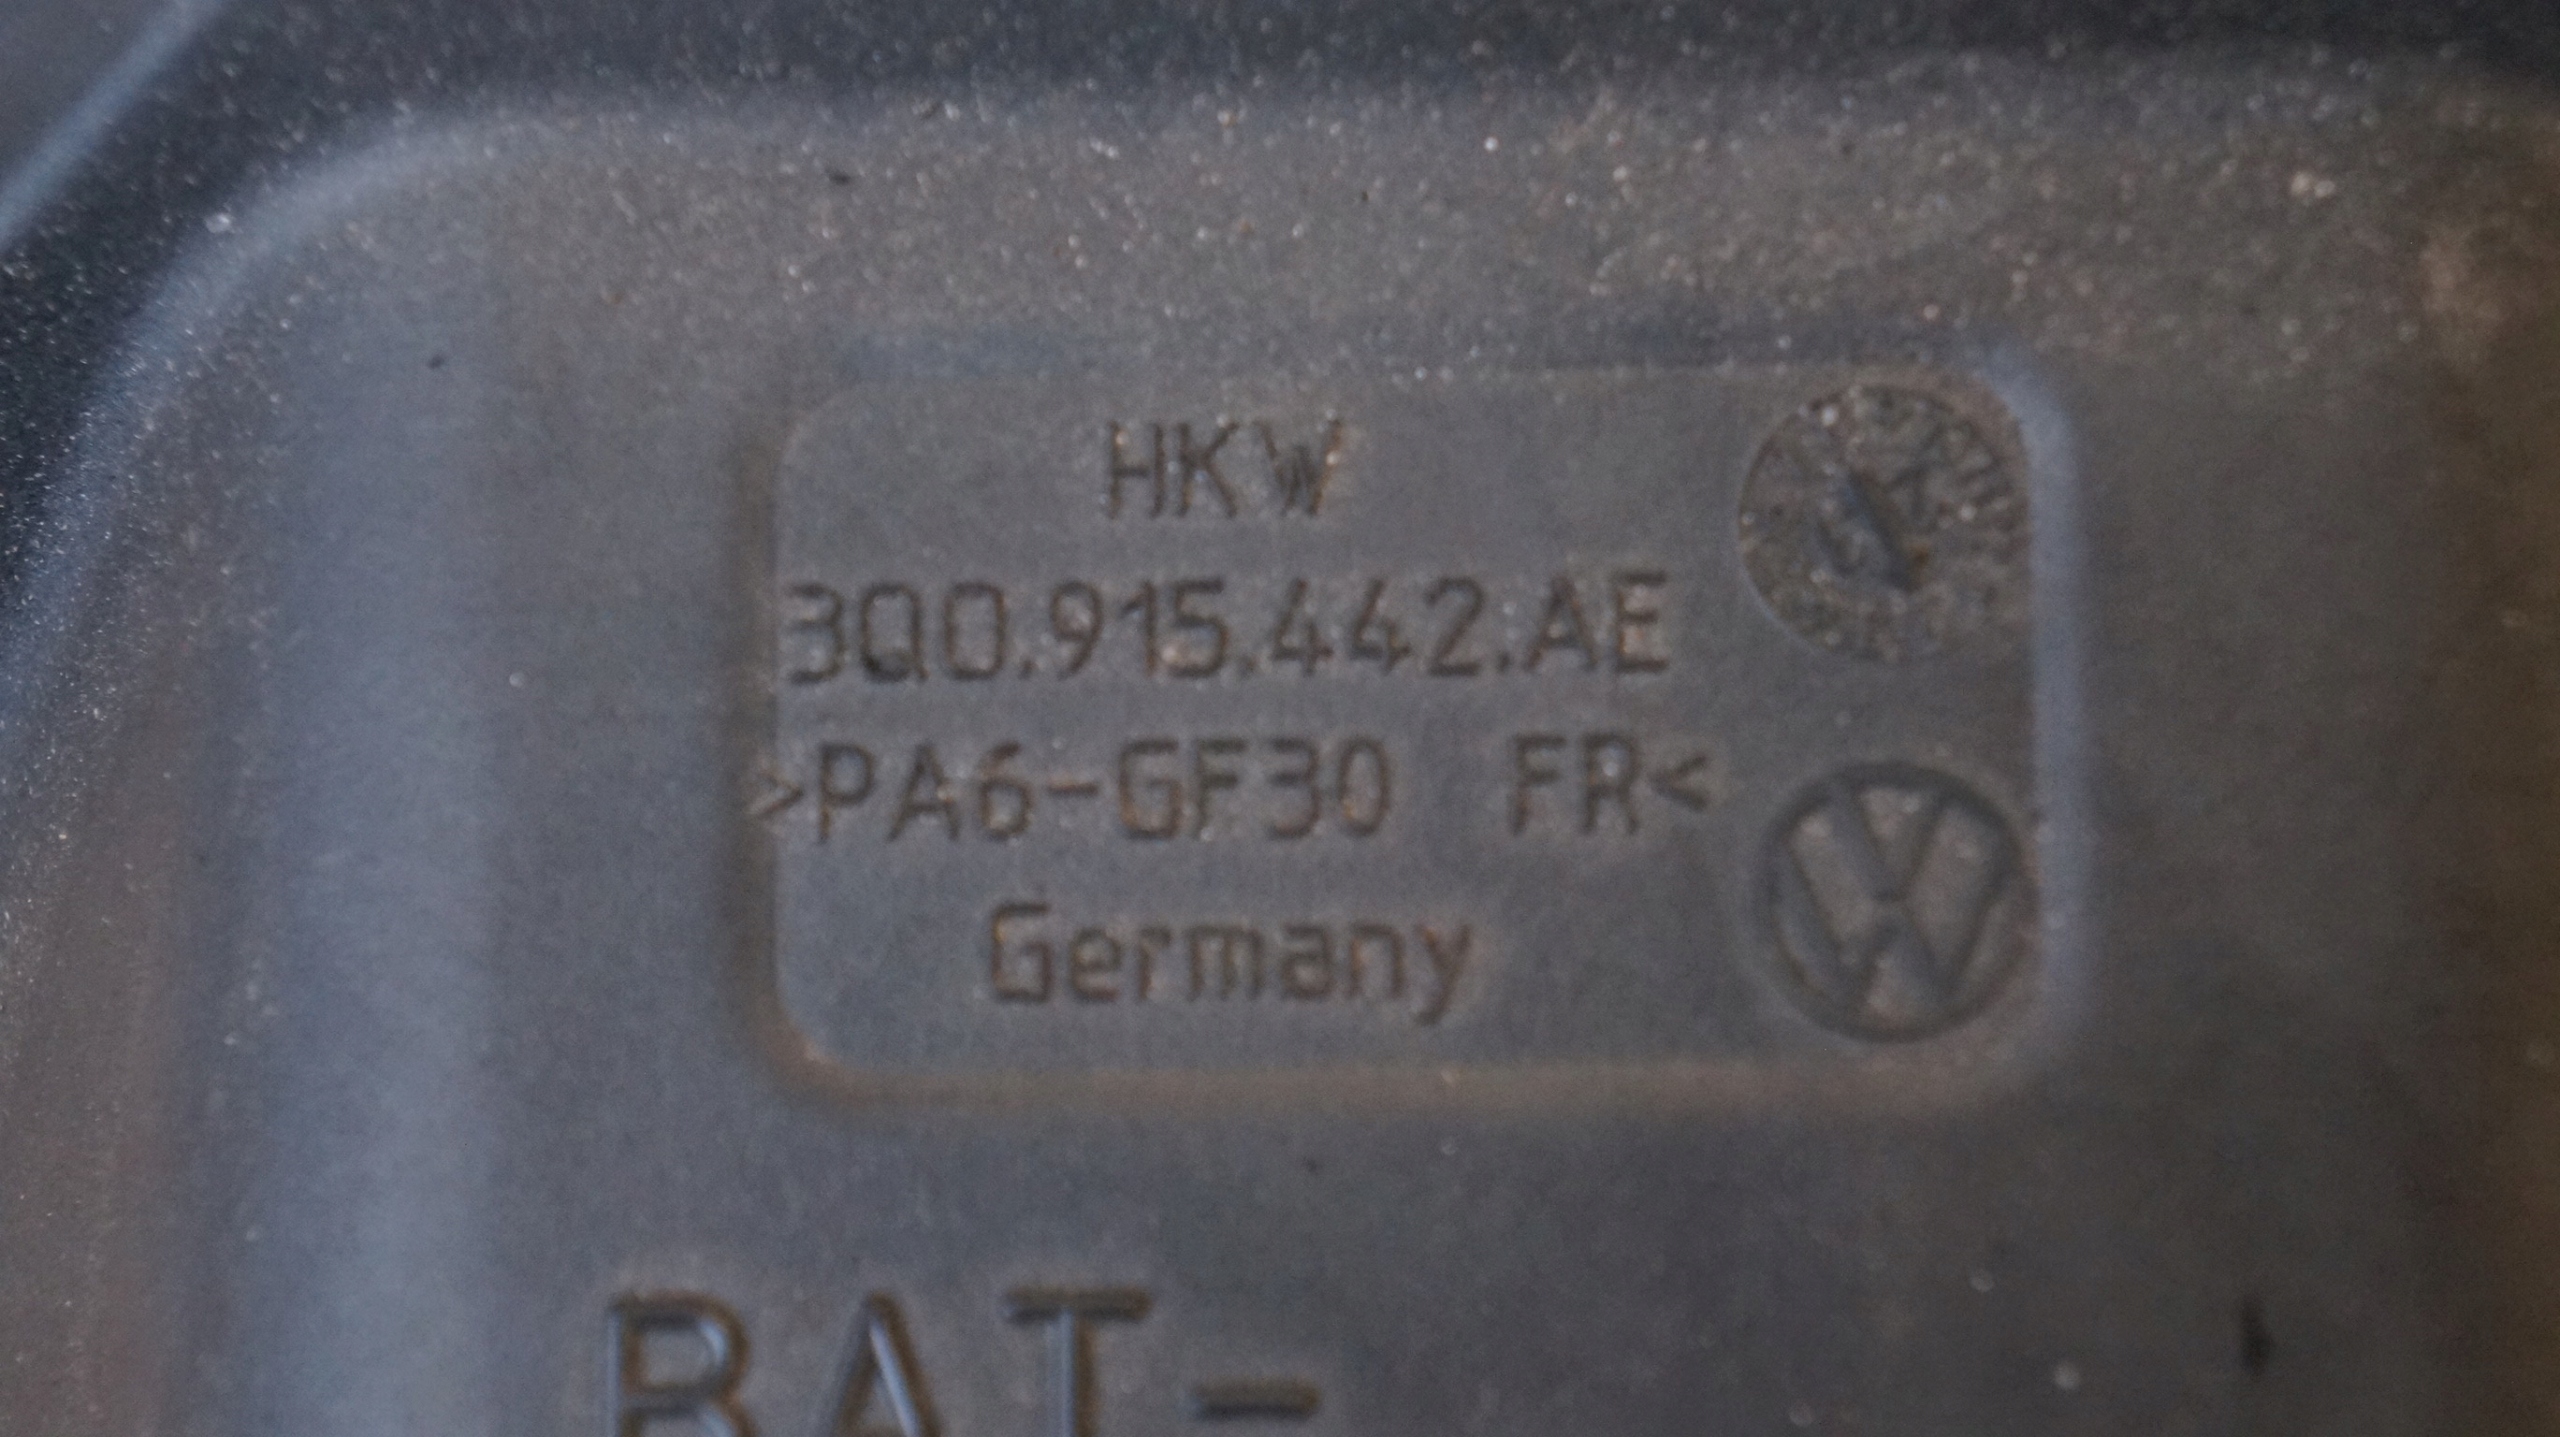 HKW
3Q0.915.442.AE
>PA6-GF30 FR<
Germany
BAT-